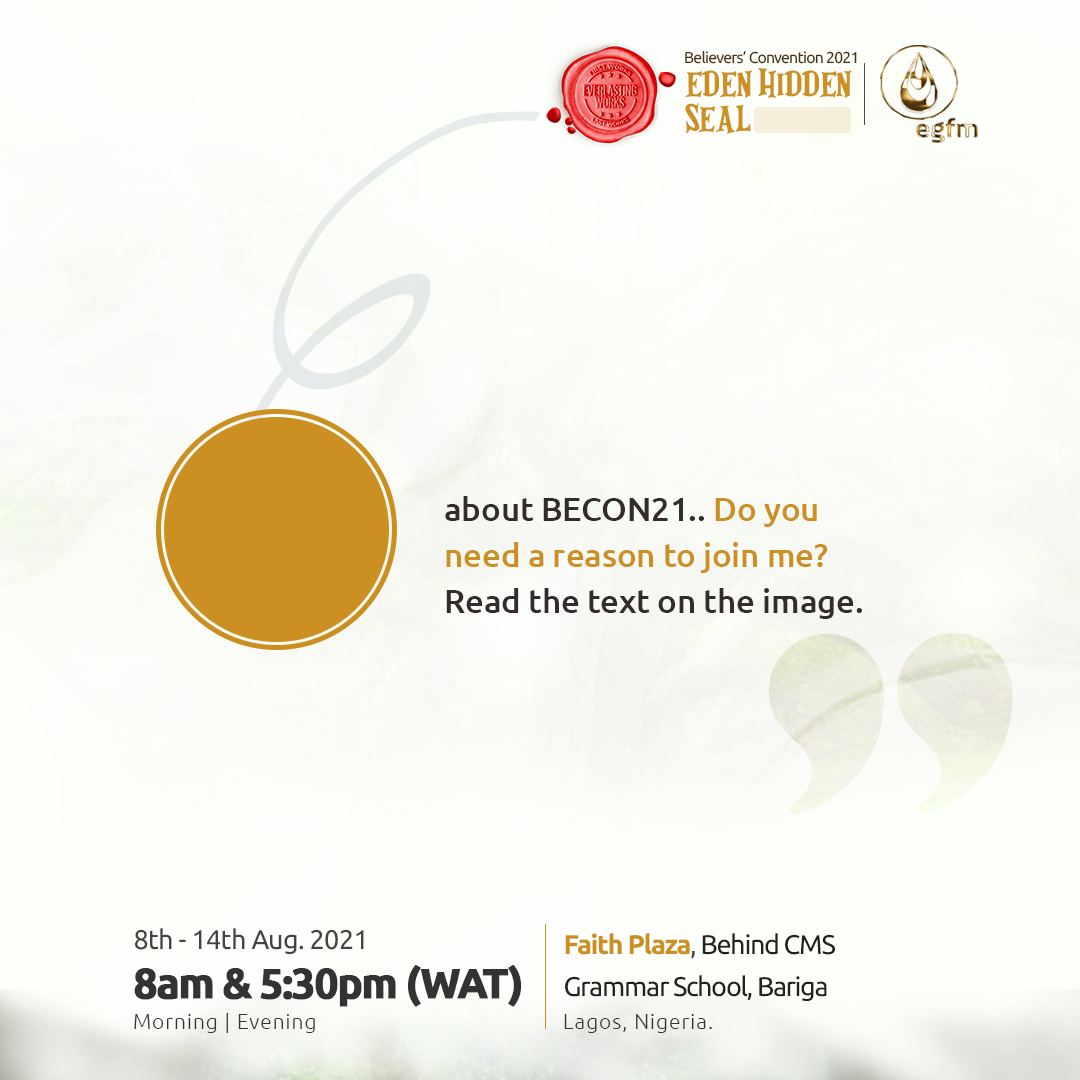 Believers' Convention 2021
EDEN HIDDEN
SEAL
EVERLASTING
WORKS
egfm
about BECON21.. Do you
need a reason to join me?
Read the text on the image.
8th - 14th Aug. 2021
8am & 5:30pm (WAT)
Morning | Evening
Faith Plaza, Behind CMS
Grammar School, Bariga
Lagos, Nigeria.